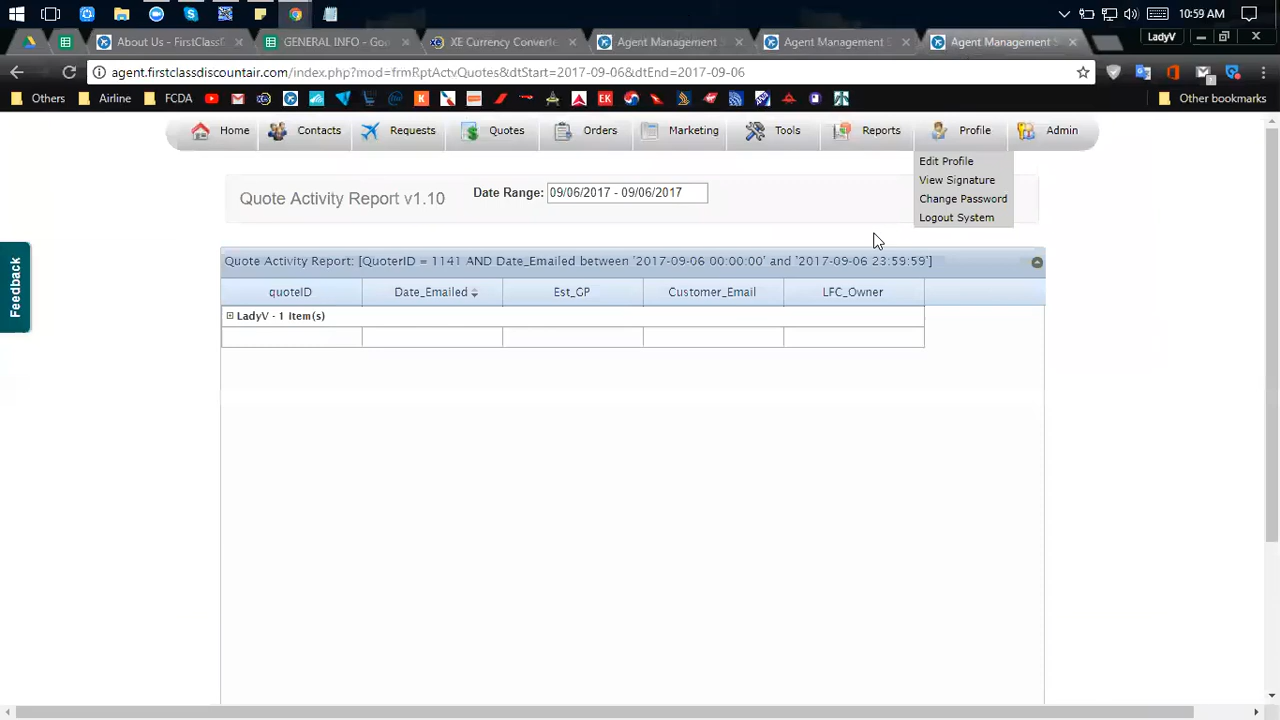 10:59 AM
About Us - FirstClassF
GENERAL INFO - Goo
XE Currency Converte
Agent Management
Agent Management S
Agent Management S
LadyV
agent.firstclassdiscountair.com/index.php?mod=frmRptActvQuotes&dtStart=2017-09-06&dtEnd=2017-09-06
Others
Airline
FCDA
Other bookmarks
Home
Contacts
Requests
Quotes
Orders
Marketing
Tools
Reports
Profile
Admin
Edit Profile
View Signature
Change Password
Logout System
Quote Activity Report v1.10
Date Range: 09/06/2017 - 09/06/2017
Feedback
Quote Activity Report: [QuoterID = 1141 AND Date_Emailed between '2017-09-06 00:00:00' and '2017-09-06 23:59:59']
quoteID
Date_Emailed
Est_GP
Customer_Email
LFC_Owner
LadyV - 1 Item(s)